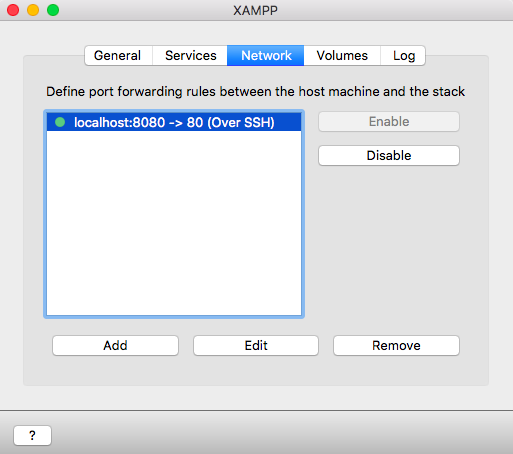 XAMPP
General Services Network Volumes Log
Define port forwarding rules between the host machine and the stack
localhost:8080 -> 80 (Over SSH)
Enable
Disable
Add Edit Remove
?